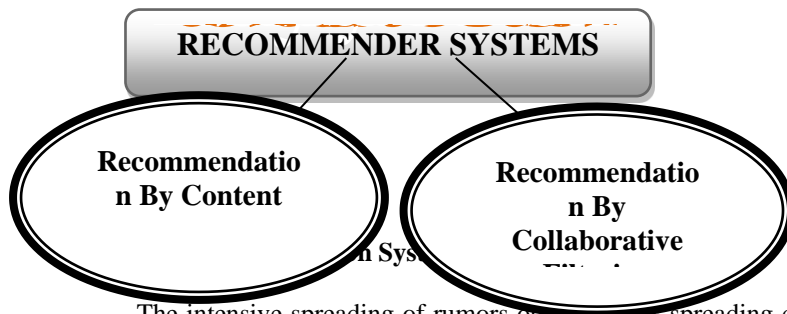 RECOMMENDER SYSTEMS
Recommendatio
n By Content
Recommendatio
n By
Collaborative
The intensive spreading of rumors spreading